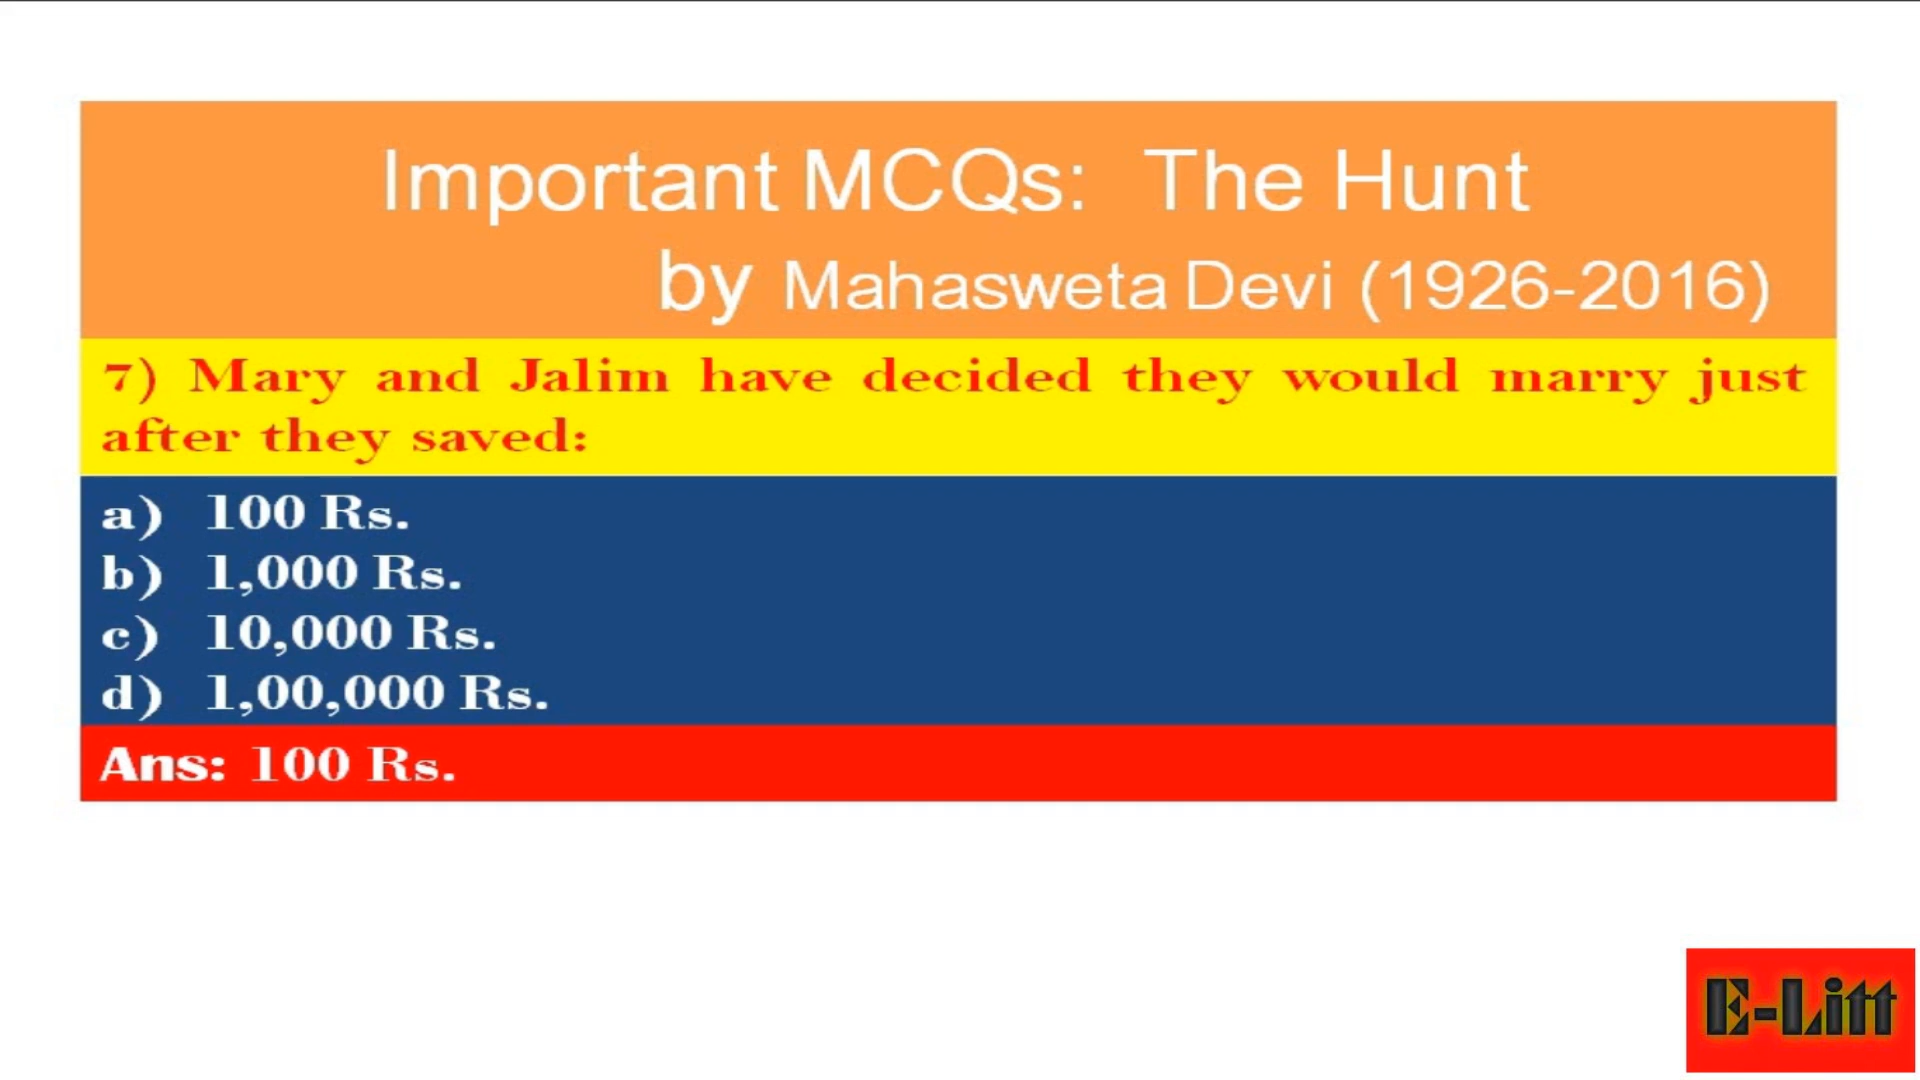 Important MCQs: The Hunt
by Mahasweta Devi (1926-2016)
7) Mary and Jalim have decided they would marry just
after they saved:
a) 100 Rs.
b) 1,000 Rs.
c) 10,000 Rs.
d) 1,00,000 Rs.
Ans: 100 Rs.
E-Litt